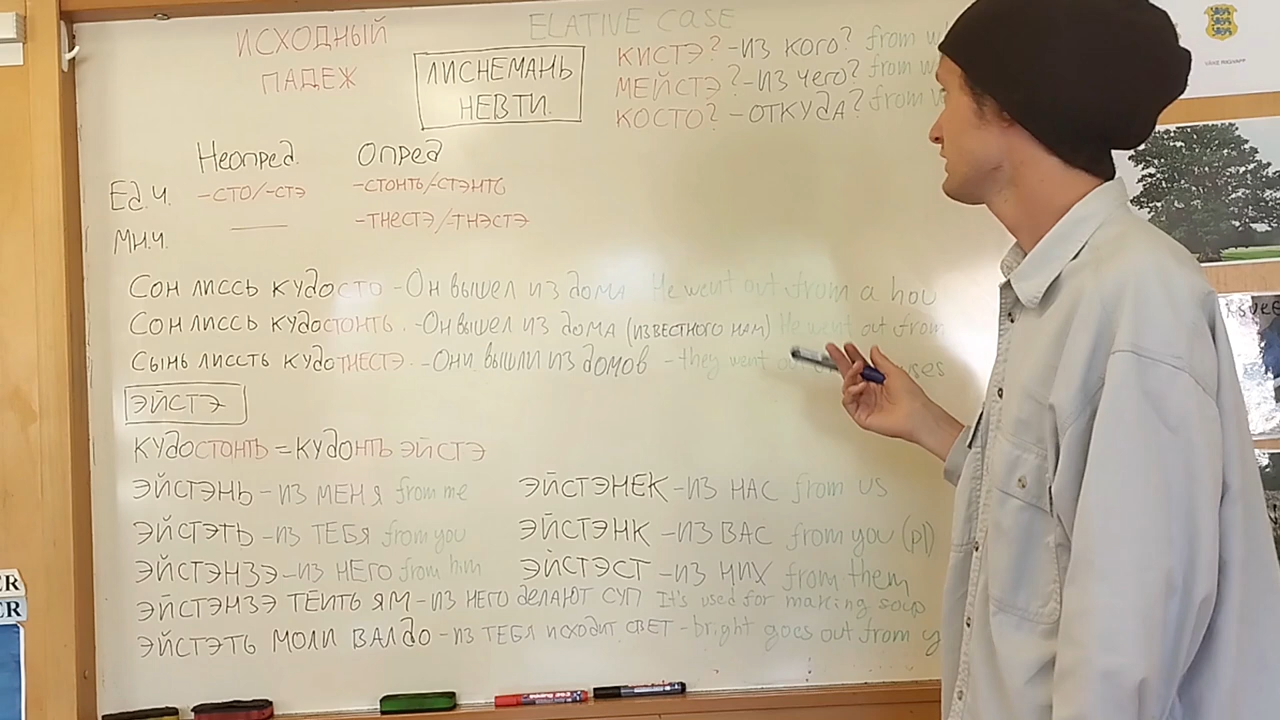 ИСХОДНЫЙ ПАДЕЖ
ELATIVE CASE
ЛИСНЕМАНЬ НЕВТИ.
КИСТЭ? - ИЗ КОГО? from
МЕЙСТЭ? - ИЗ ЧЕГО? from
КОСТО? - ОТКУДА? from
Неопред. Опред
Ед.Ч. -СТО/-СТЭ -СТОНТЬ/-СТЭНТЬ
МН.Ч. — -ТНЕСТЭ/-ТНЭСТЭ
СОН ЛИССЬ КУДОСТО - Он вышел из дома He went out from a hou
СОН ЛИССЬ КУДОСТОНТЬ. - Он вышел из дома (ИЗВЕСТНОГО НАМ) He went out from
СЫНЬ ЛИССТЬ КУДОТНЕСТЭ. - Они вышли из домов - they went
ЭЙСТЭ
КУДОСТОНТЬ = КУДОНТЬ ЭЙСТЭ
ЭЙСТЭНЬ - ИЗ МЕНЯ from me ЭЙСТЭНЕК - ИЗ НАС from us
ЭЙСТЭТЬ - ИЗ ТЕБЯ from you ЭЙСТЭНК - ИЗ ВАС from you (pl)
ЭЙСТЭНЗЭ - ИЗ НЕГО from him ЭЙСТЭСТ - ИЗ НИХ from them
ЭЙСТЭНЗЭ ТЕИТЬ ЯМ - ИЗ НЕГО ДЕЛАЮТ СУП It's used for making soup
ЭЙСТЭТЬ МОЛИ ВАЛДО - ИЗ ТЕБЯ ИСХОДИТ СВЕТ - bright goes out from y